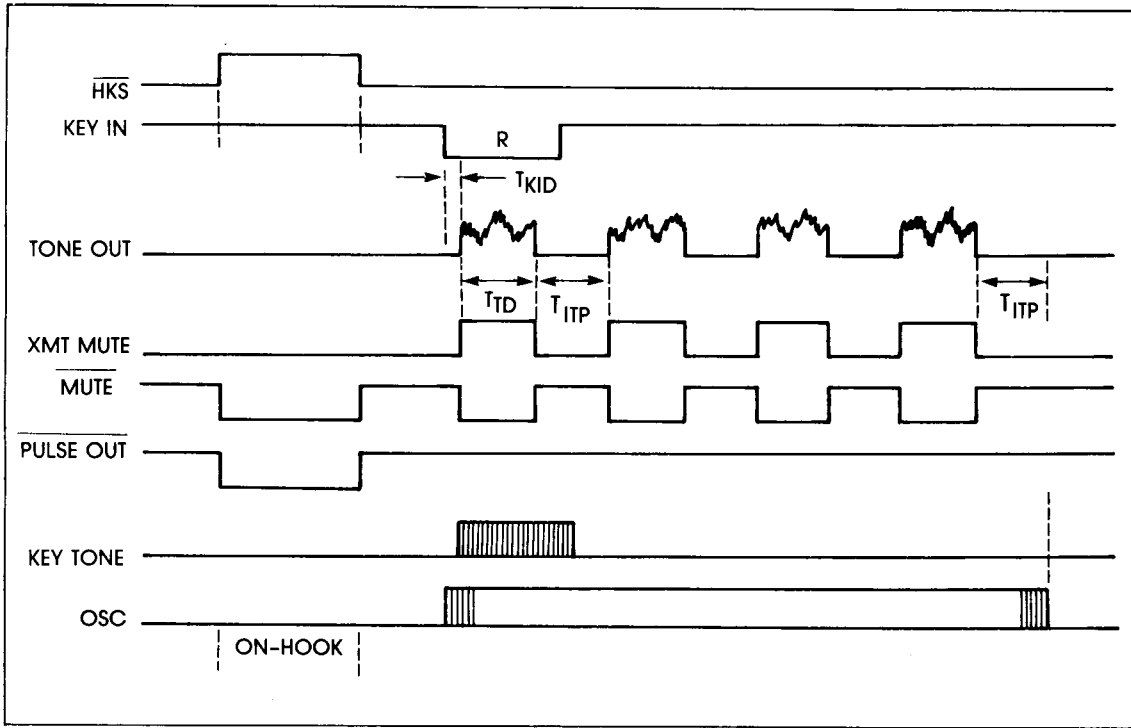 HKS
KEY IN
R
TKID
TONE OUT
TTD
TITP
TITP
XMT MUTE
MUTE
PULSE OUT
KEY TONE
OSC
ON-HOOK